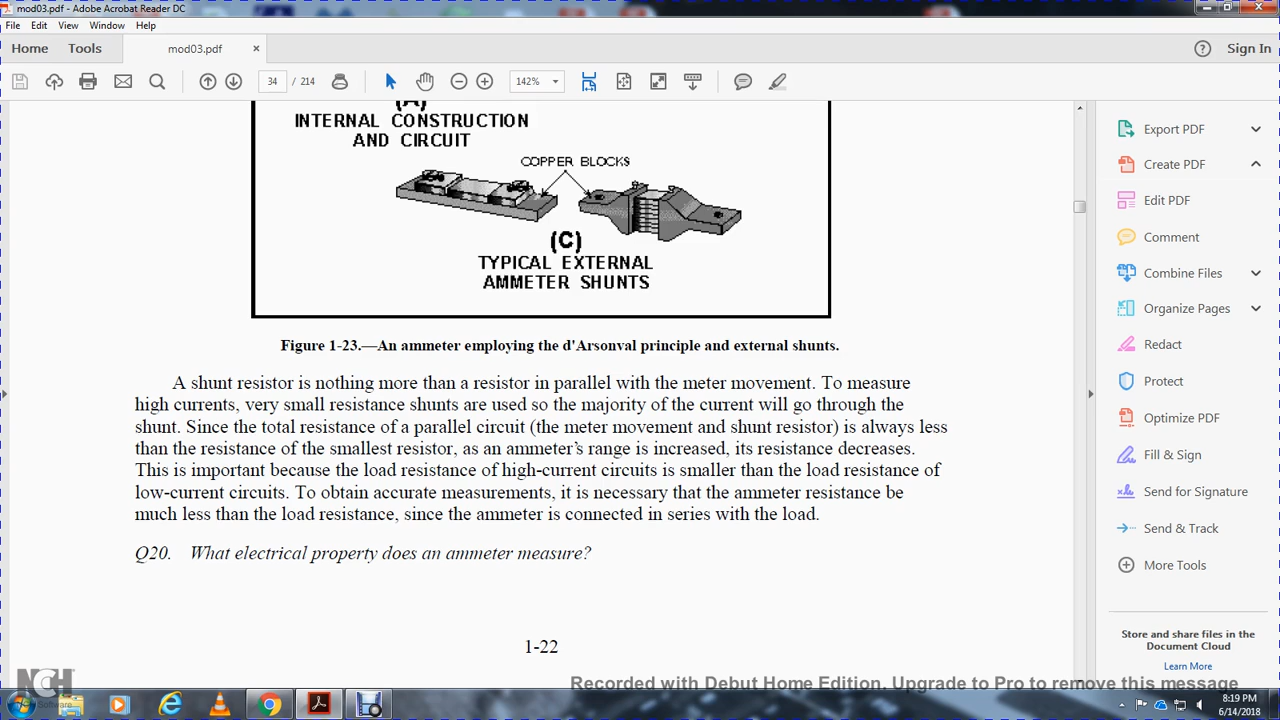 mod03.pdf - Adobe Acrobat Reader DC
File Edit View Window Help
Home Tools mod03.pdf × Sign In
34 / 214 142%
INTERNAL CONSTRUCTION
AND CIRCUIT
COPPER BLOCKS
(C)
TYPICAL EXTERNAL
AMMETER SHUNTS
Figure 1-23.—An ammeter employing the d'Arsonval principle and external shunts.
A shunt resistor is nothing more than a resistor in parallel with the meter movement. To measure
high currents, very small resistance shunts are used so the majority of the current will go through the
shunt. Since the total resistance of a parallel circuit (the meter movement and shunt resistor) is always less
than the resistance of the smallest resistor, as an ammeter's range is increased, its resistance decreases.
This is important because the load resistance of high-current circuits is smaller than the load resistance of
low-current circuits. To obtain accurate measurements, it is necessary that the ammeter resistance be
much less than the load resistance, since the ammeter is connected in series with the load.
Q20. What electrical property does an ammeter measure?
1-22
Export PDF
Create PDF
Edit PDF
Comment
Combine Files
Organize Pages
Redact
Protect
Optimize PDF
Fill & Sign
Send for Signature
Send & Track
More Tools
Store and share files in the
Document Cloud
Learn More
NCH
Software
Recorded with Debut Home Edition. Upgrade to Pro to remove this message
8:19 PM
6/14/2018